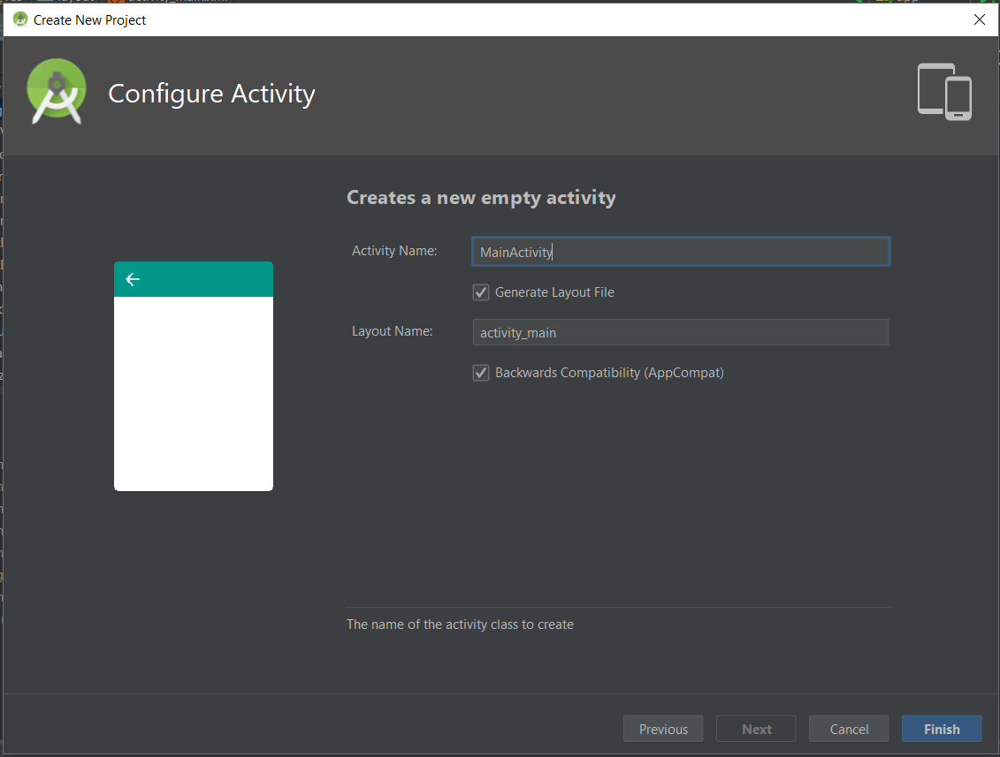 Create New Project
Configure Activity
Creates a new empty activity
Activity Name: MainActivity
Generate Layout File
Layout Name: activity_main
Backwards Compatibility (AppCompat)
The name of the activity class to create
Previous Next Cancel Finish